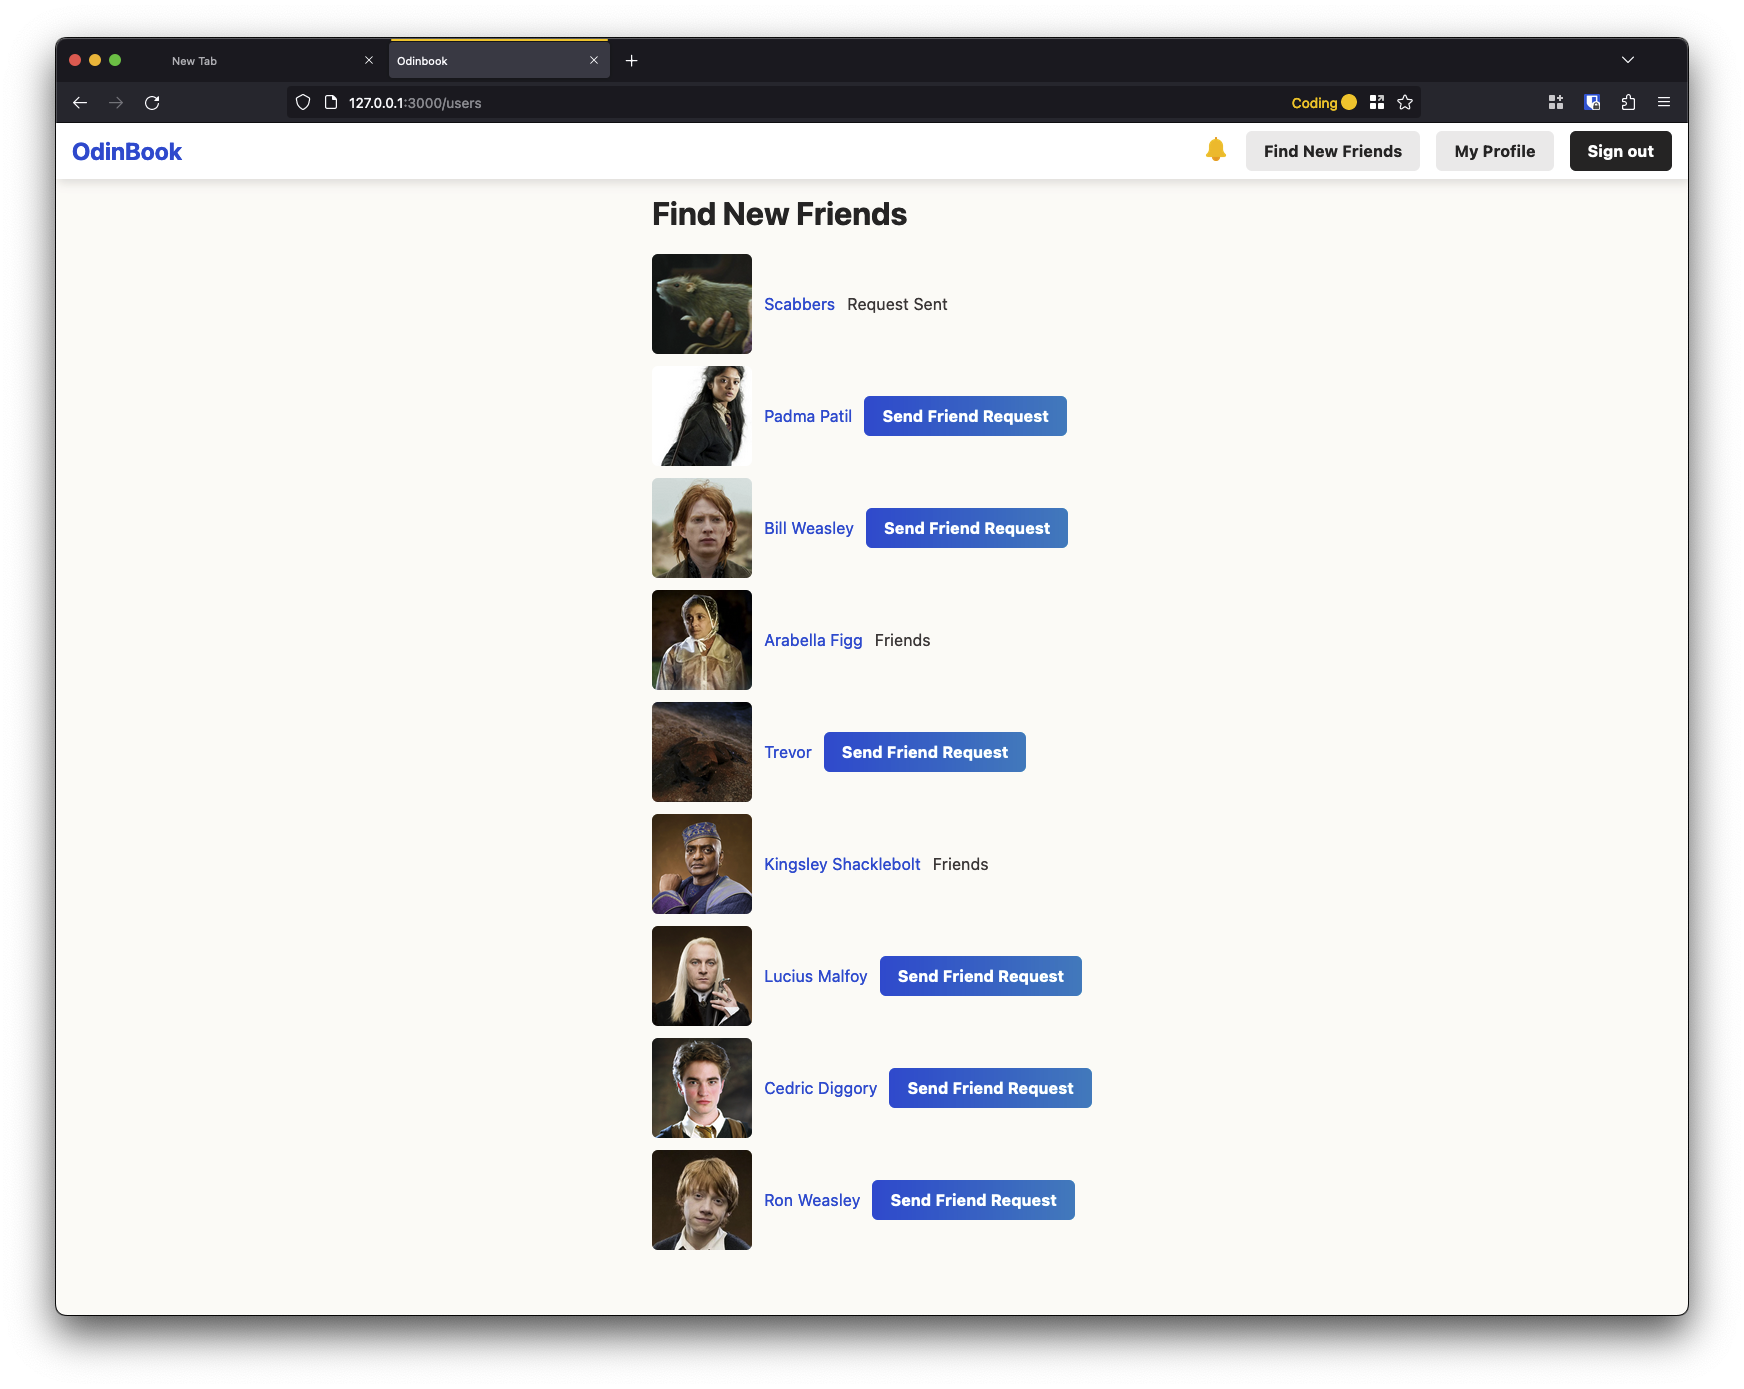 New Tab
Odinbook
127.0.0.1:3000/users
Coding
OdinBook
Find New Friends
My Profile
Sign out
Find New Friends
Scabbers Request Sent
Padma Patil Send Friend Request
Bill Weasley Send Friend Request
Arabella Figg Friends
Trevor Send Friend Request
Kingsley Shacklebolt Friends
Lucius Malfoy Send Friend Request
Cedric Diggory Send Friend Request
Ron Weasley Send Friend Request